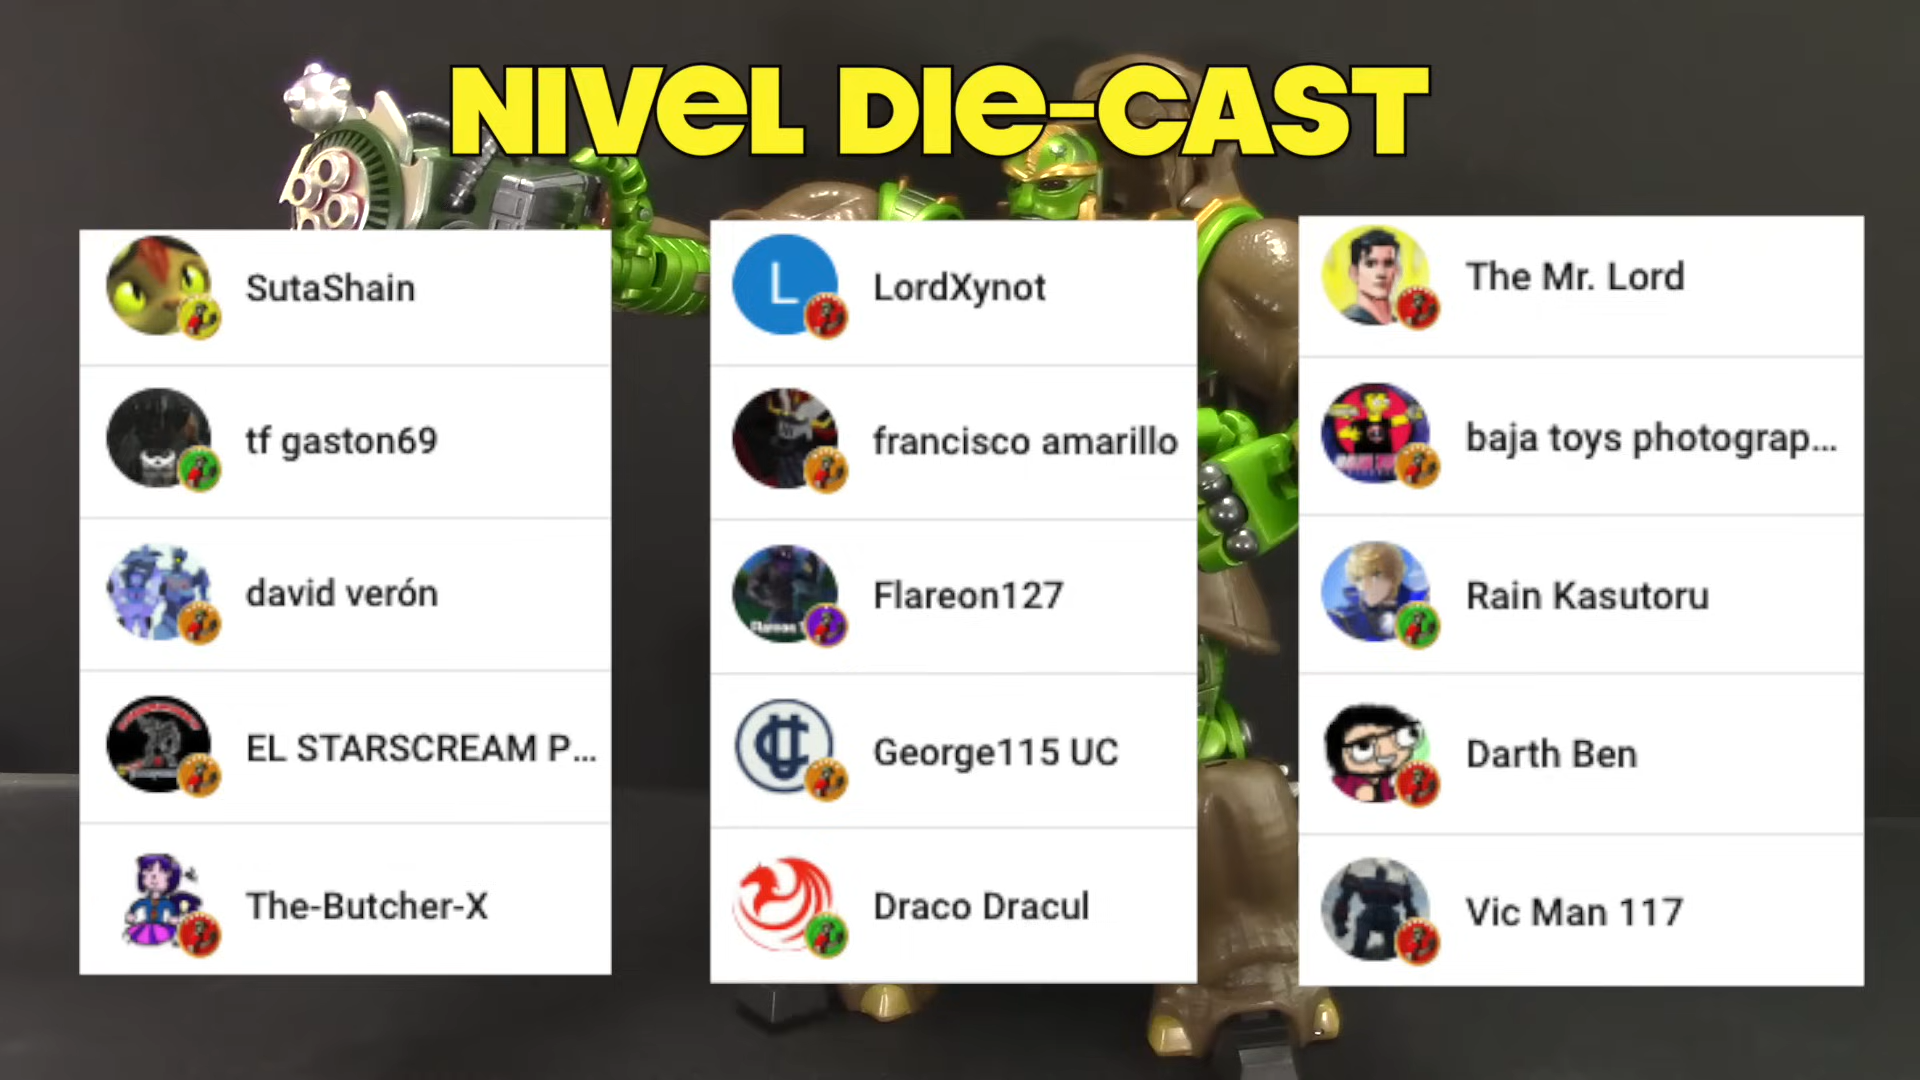 NIVEL DIE-CAST
SutaShain
tf gaston69
david verón
EL STARSCREAM P...
The-Butcher-X
L
LordXynot
francisco amarillo
Flareon127
George115 UC
Draco Dracul
The Mr. Lord
baja toys photograp...
Rain Kasutoru
Darth Ben
Vic Man 117